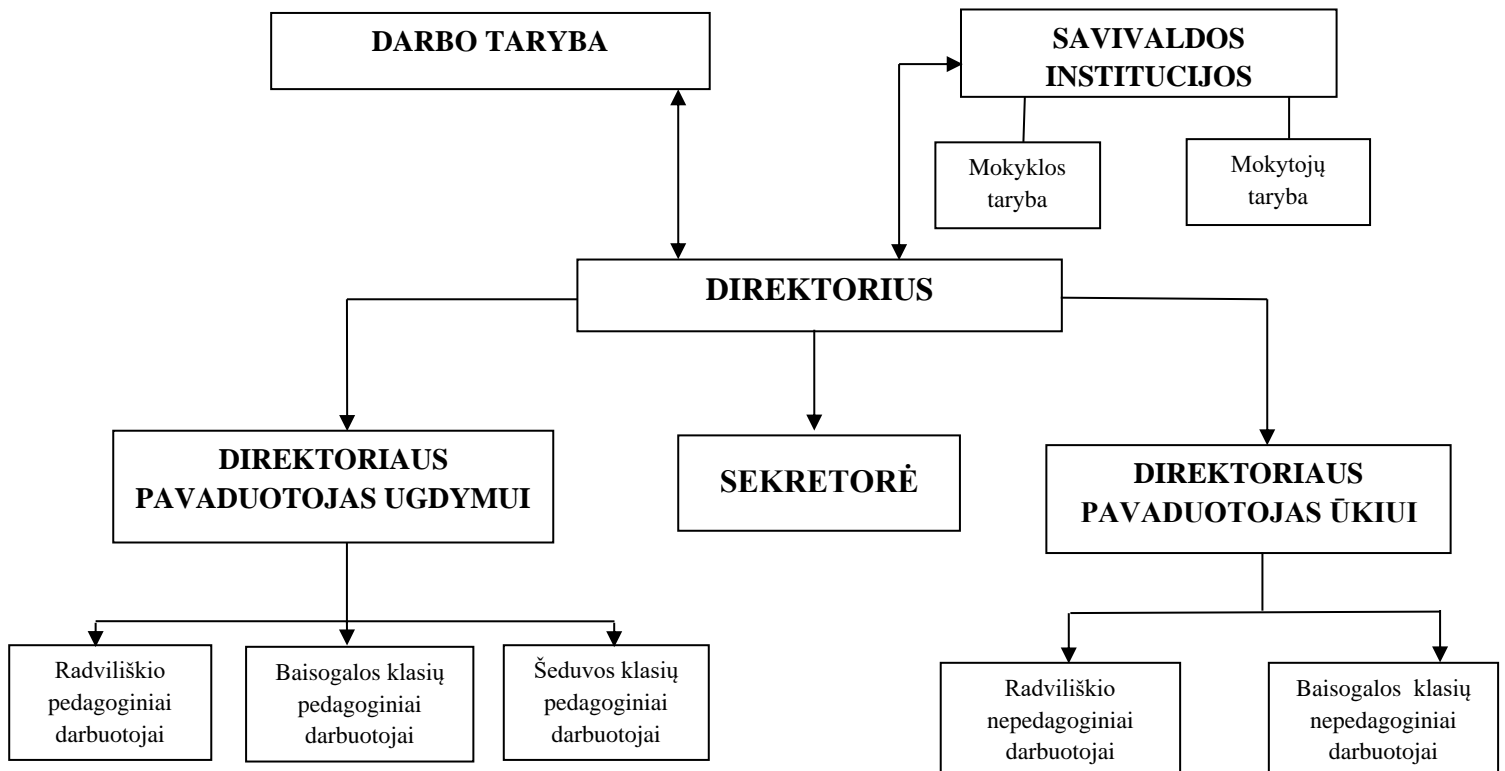 DARBO TARYBA
SAVIVALDOS
INSTITUCIJOS
Mokyklos
taryba
Mokytojų
taryba
DIREKTORIUS
DIREKTORIAUS
PAVADUOTOJAS UGDYMUI
SEKRETORĖ
DIREKTORIAUS
PAVADUOTOJAS ŪKIUI
Radviliškio
pedagoginiai
darbuotojai
Baisogalos klasių
pedagoginiai
darbuotojai
Šeduvos klasių
pedagoginiai
darbuotojai
Radviliškio
nepedagoginiai
darbuotojai
Baisogalos klasių
nepedagoginiai
darbuotojai